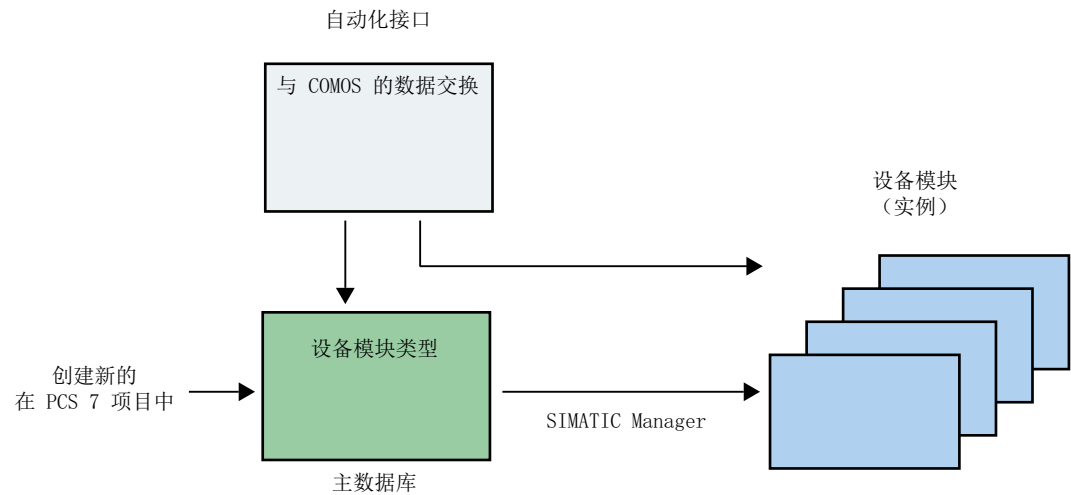 自动化接口
与 COMOS 的数据交换
设备模块
（实例）
设备模块类型
创建新的
在 PCS 7 项目中
SIMATIC Manager
主数据库